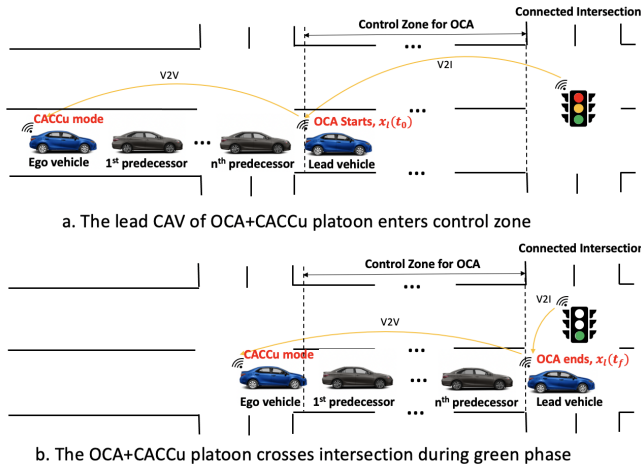 Connected Intersection
Control Zone for OCA
...
V2V
V2I
CACCu mode
OCA Starts, xₗ(t₀)
...
Ego vehicle 1ˢᵗ predecessor nᵗʰ predecessor Lead vehicle
...
a. The lead CAV of OCA+CACCu platoon enters control zone
Connected Intersection
Control Zone for OCA
...
V2I
V2V
CACCu mode
OCA ends, xₗ(t_f)
...
Ego vehicle 1ˢᵗ predecessor nᵗʰ predecessor Lead vehicle
...
b. The OCA+CACCu platoon crosses intersection during green phase